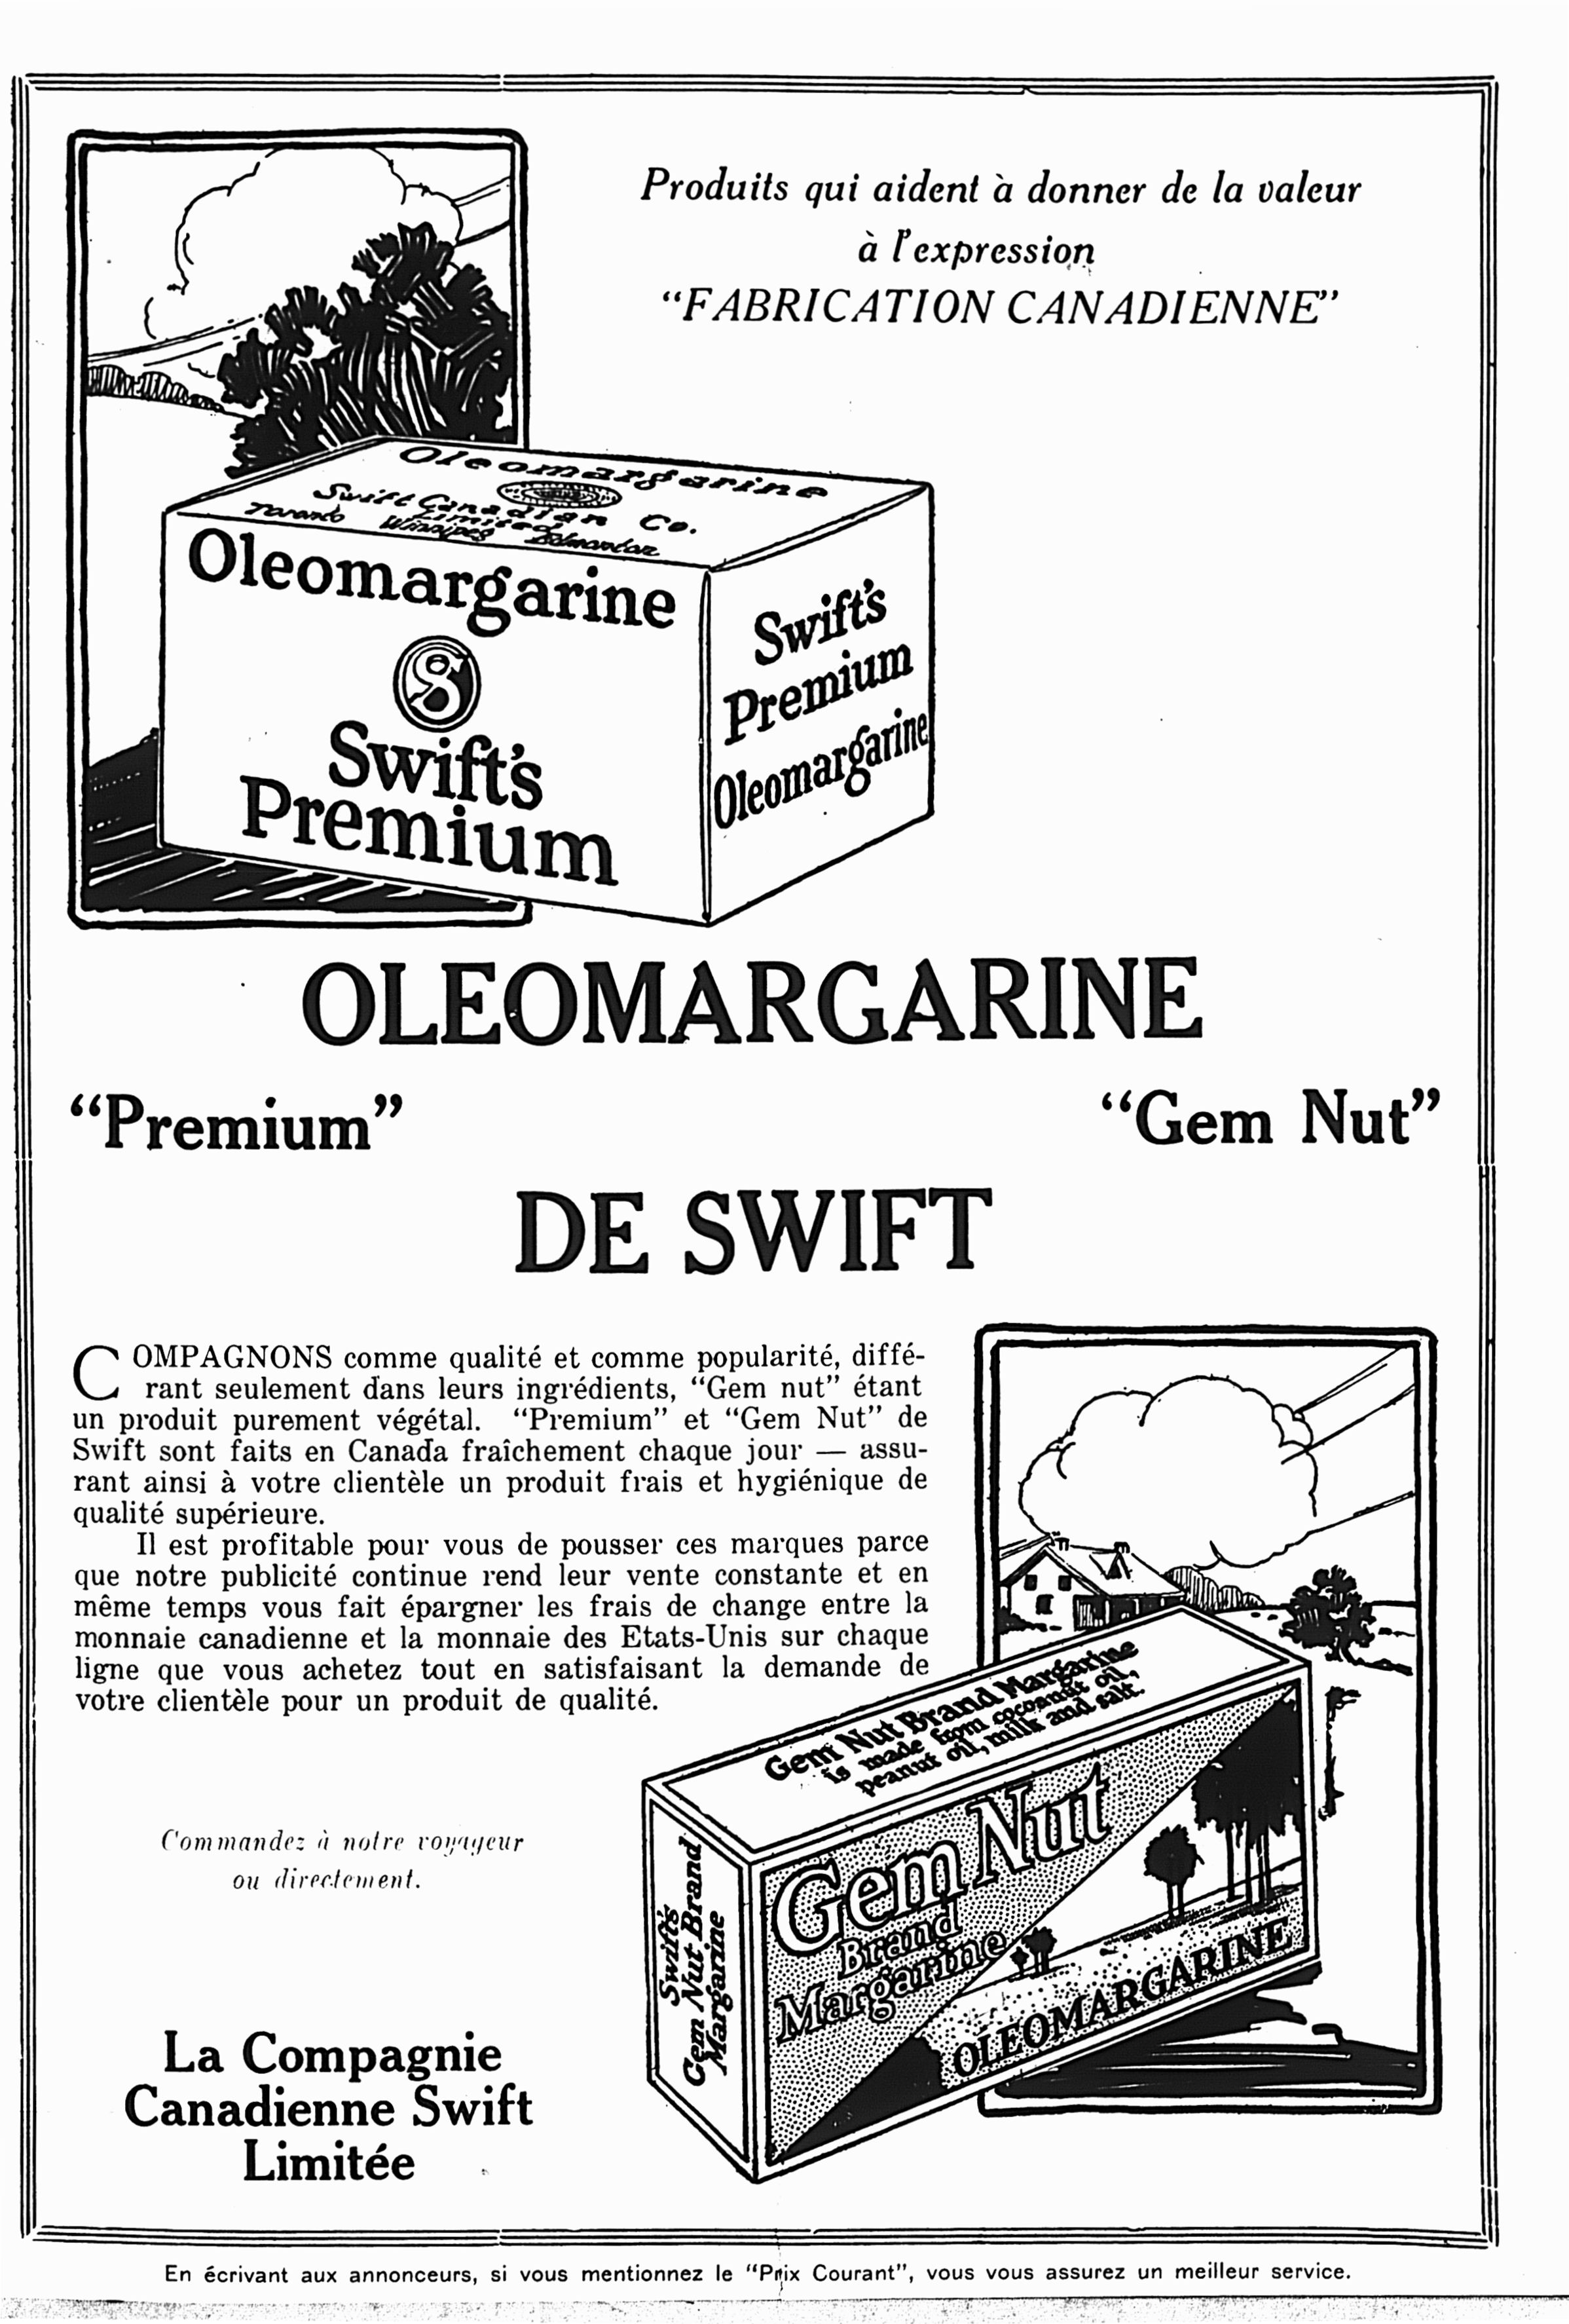 Produits qui aident à donner de la valeur
à l'expression
“FABRICATION CANADIENNE”
Oleomargarine
Swift Canadian Co.
Limited
Toronto Winnipeg Edmonton
Oleomargarine
S
Swift's
Premium
Swift's
Premium
Oleomargarine
OLEOMARGARINE
“Premium” “Gem Nut”
DE SWIFT
COMPAGNONS comme qualité et comme popularité, diffé-
rant seulement dans leurs ingrédients, “Gem nut” étant
un produit purement végétal. “Premium” et “Gem Nut” de
Swift sont faits en Canada fraîchement chaque jour — assu-
rant ainsi à votre clientèle un produit frais et hygiénique de
qualité supérieure.
Il est profitable pour vous de pousser ces marques parce
que notre publicité continue rend leur vente constante et en
même temps vous fait épargner les frais de change entre la
monnaie canadienne et la monnaie des Etats-Unis sur chaque
ligne que vous achetez tout en satisfaisant la demande de
votre clientèle pour un produit de qualité.
Gem Nut Brand Margarine
is made from cocoanut oil,
peanut oil, milk and salt.
Gem Nut
Brand
Margarine
OLEOMARGARINE
Swift's
Gem Nut Brand
Margarine
Commandez à notre voyageur
ou directement.
La Compagnie
Canadienne Swift
Limitée
En écrivant aux annonceurs, si vous mentionnez le “Prix Courant”, vous vous assurez un meilleur service.